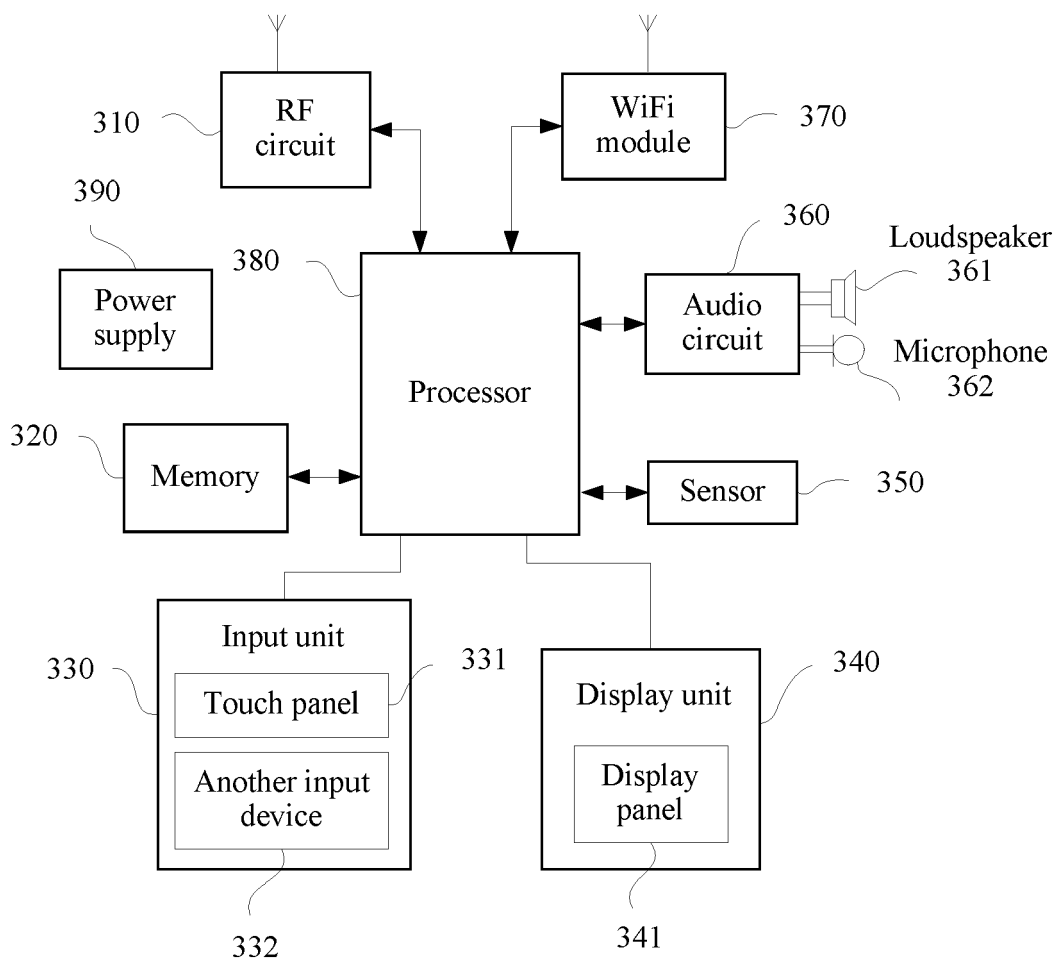 RF
circuit
310
WiFi
module
370
390
Power
supply
380
Processor
360
Audio
circuit
Loudspeaker
361
Microphone
362
320
Memory
Sensor
350
Input unit
330
331
Touch panel
Another input
device
332
Display unit
340
Display
panel
341